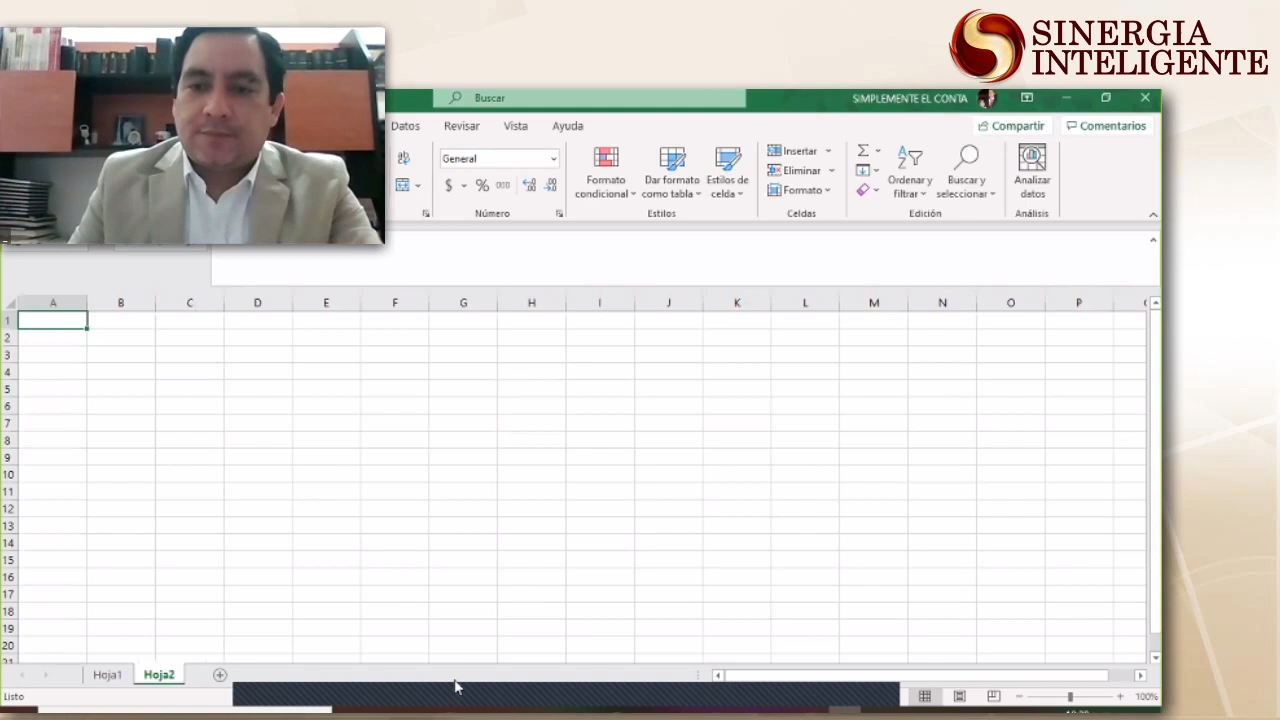 SINERGIA
INTELIGENTE
Buscar
SIMPLEMENTE EL CONTA
Datos
Revisar
Vista
Ayuda
Compartir
Comentarios
General
$ % 000
Número
Formato
condicional
Dar formato
como tabla
Estilos de
celda
Estilos
Insertar
Eliminar
Formato
Celdas
Ordenar y
filtrar
Buscar y
seleccionar
Edición
Analizar
datos
Análisis
A B C D E F G H I J K L M N O P
1
2
3
4
5
6
7
8
9
10
11
12
13
14
15
16
17
18
19
20
21
Hoja1
Hoja2
Listo
100%